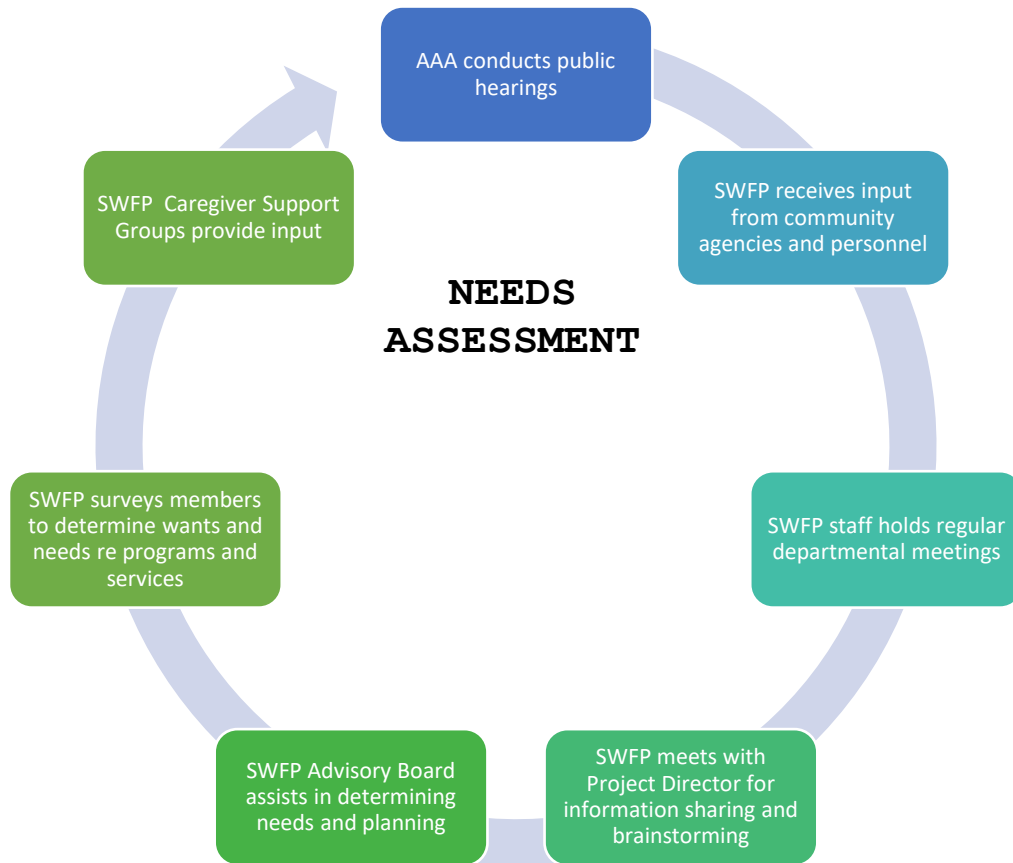 AAA conducts public
hearings
SWFP receives input
from community
agencies and personnel
SWFP staff holds regular
departmental meetings
SWFP meets with
Project Director for
information sharing and
brainstorming
SWFP Advisory Board
assists in determining
needs and planning
SWFP surveys members
to determine wants and
needs re programs and
services
SWFP Caregiver Support
Groups provide input
NEEDS
ASSESSMENT